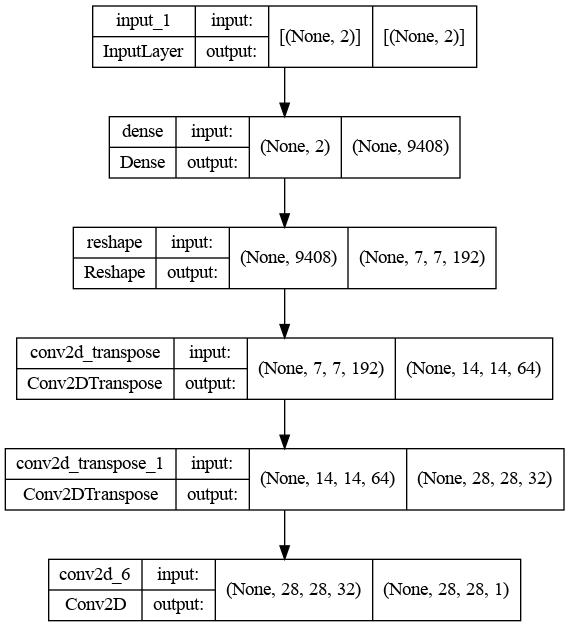 input_1 input: [(None, 2)] [(None, 2)]
InputLayer output:
dense input: (None, 2) (None, 9408)
Dense output:
reshape input: (None, 9408) (None, 7, 7, 192)
Reshape output:
conv2d_transpose input: (None, 7, 7, 192) (None, 14, 14, 64)
Conv2DTranspose output:
conv2d_transpose_1 input: (None, 14, 14, 64) (None, 28, 28, 32)
Conv2DTranspose output:
conv2d_6 input: (None, 28, 28, 32) (None, 28, 28, 1)
Conv2D output: